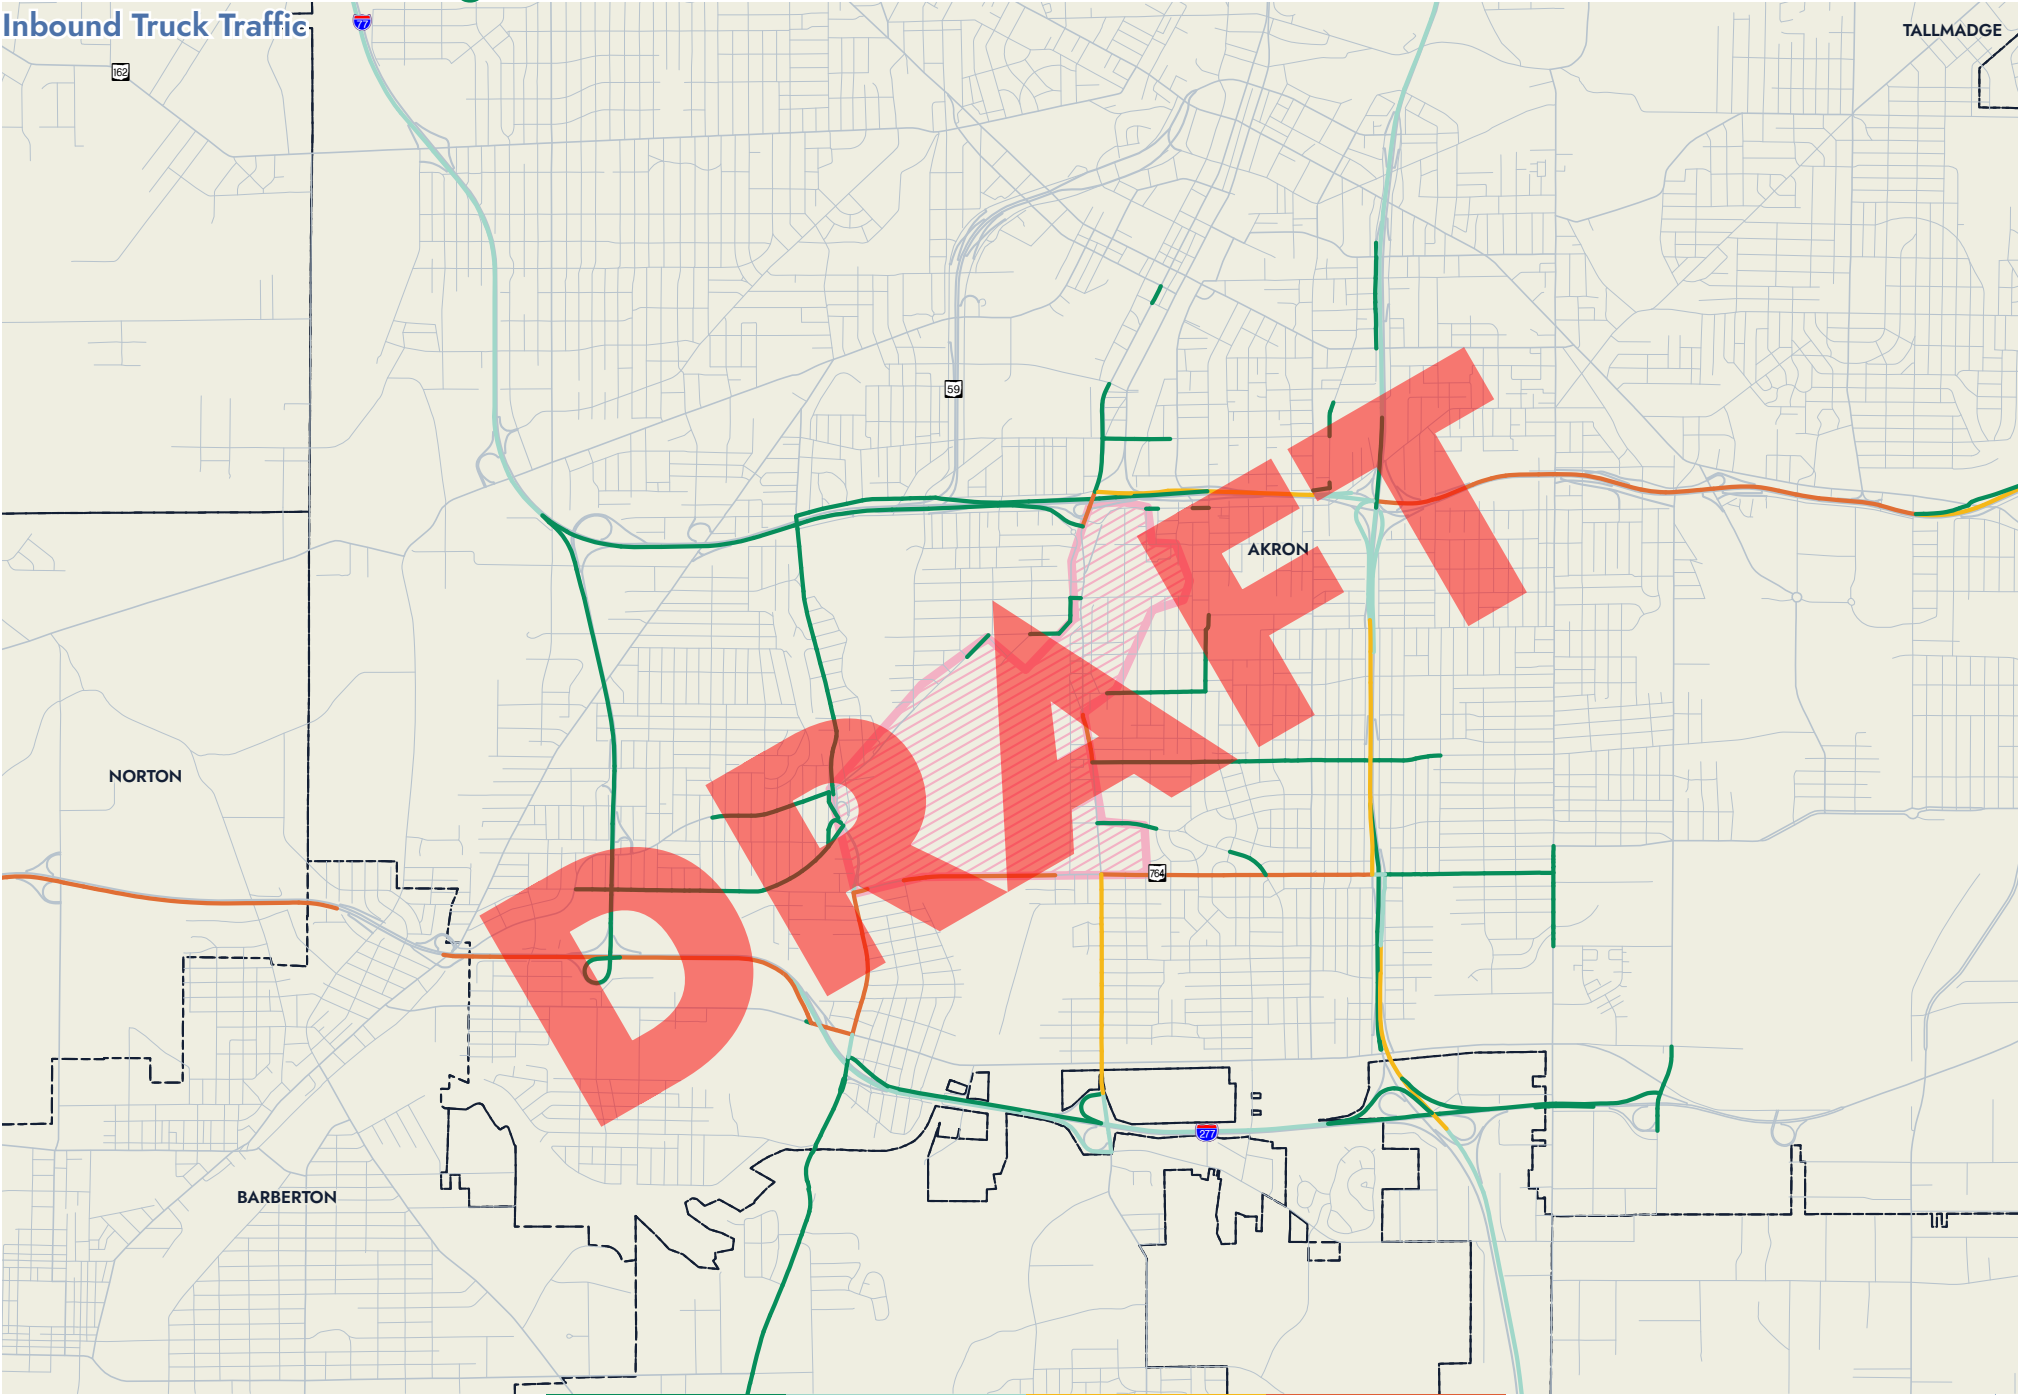 Inbound Truck Traffic
77
TALLMADGE
162
59
AKRON
NORTON
764
277
BARBERTON
DRAFT